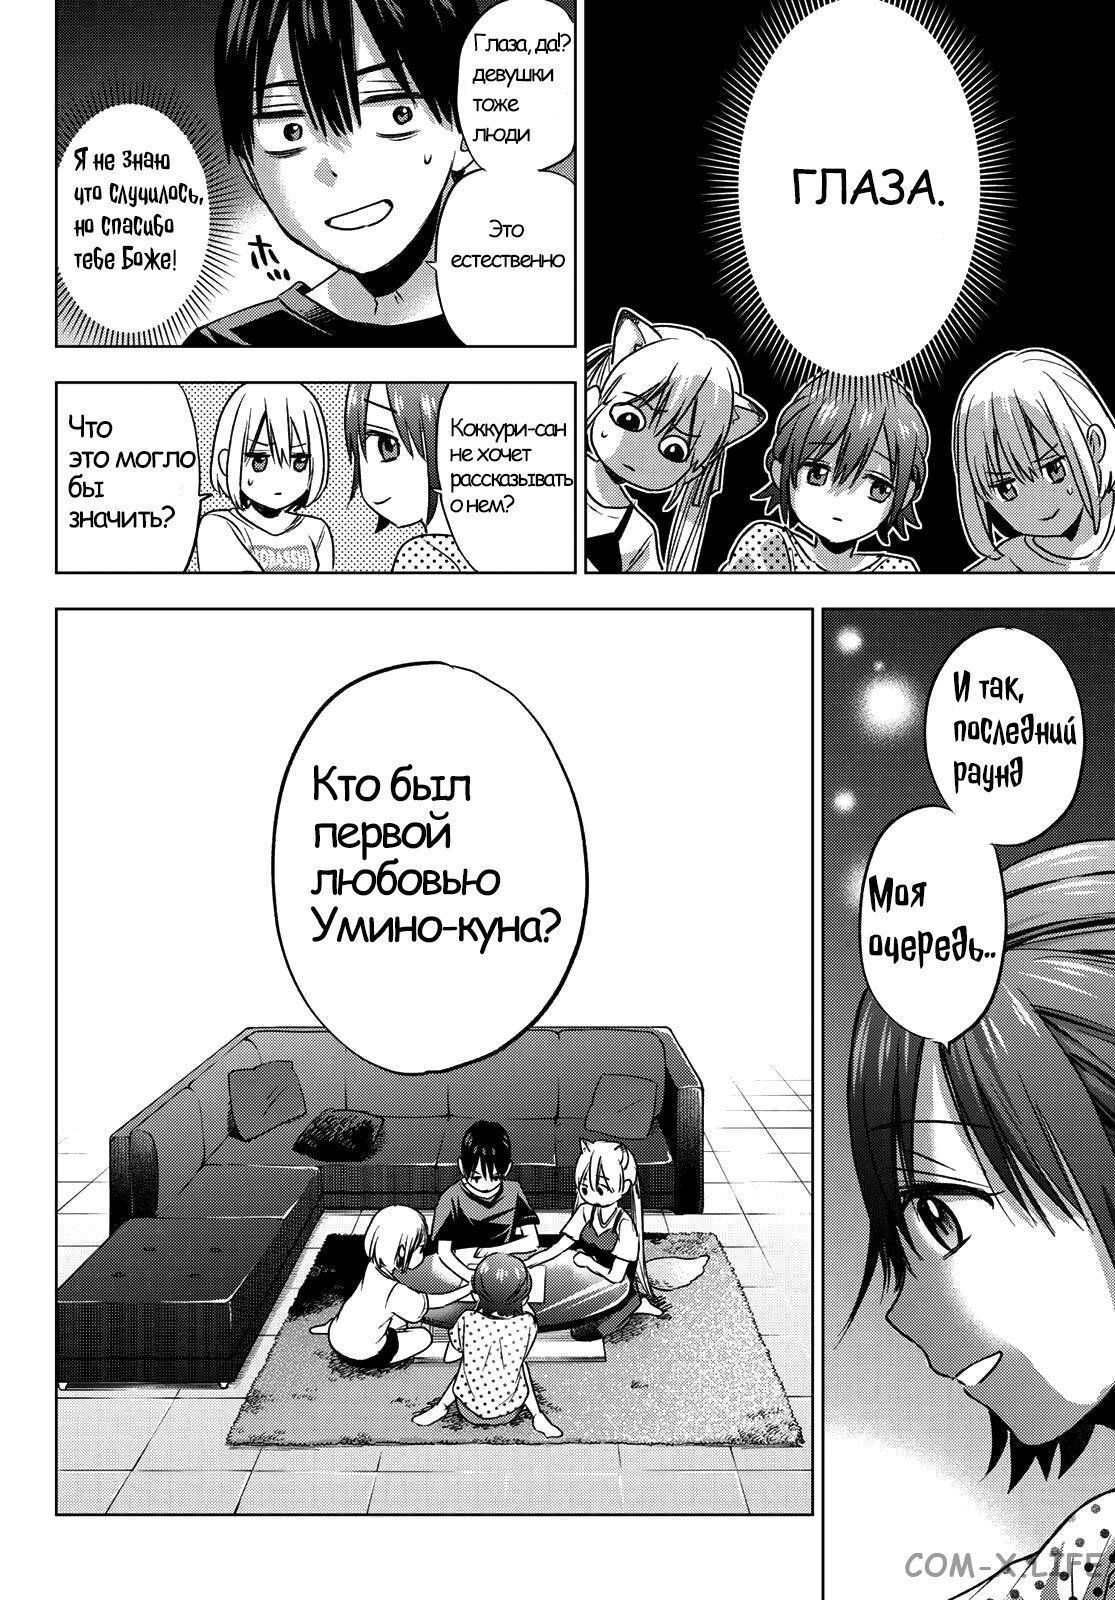 ГЛАЗА.
Глаза, да!?
девушки
тоже
люди
Это
естественно
Я не знаю
что случилось,
но спасибо
тебе Боже!
ホッ
Коккури-сан
не хочет
рассказывать
о нем?
Что
это могло
бы
значить?
И так,
последний
раунд
Моя
очередь..
Кто был
первой
любовью
Умино-куна?
COM-X.LIFE